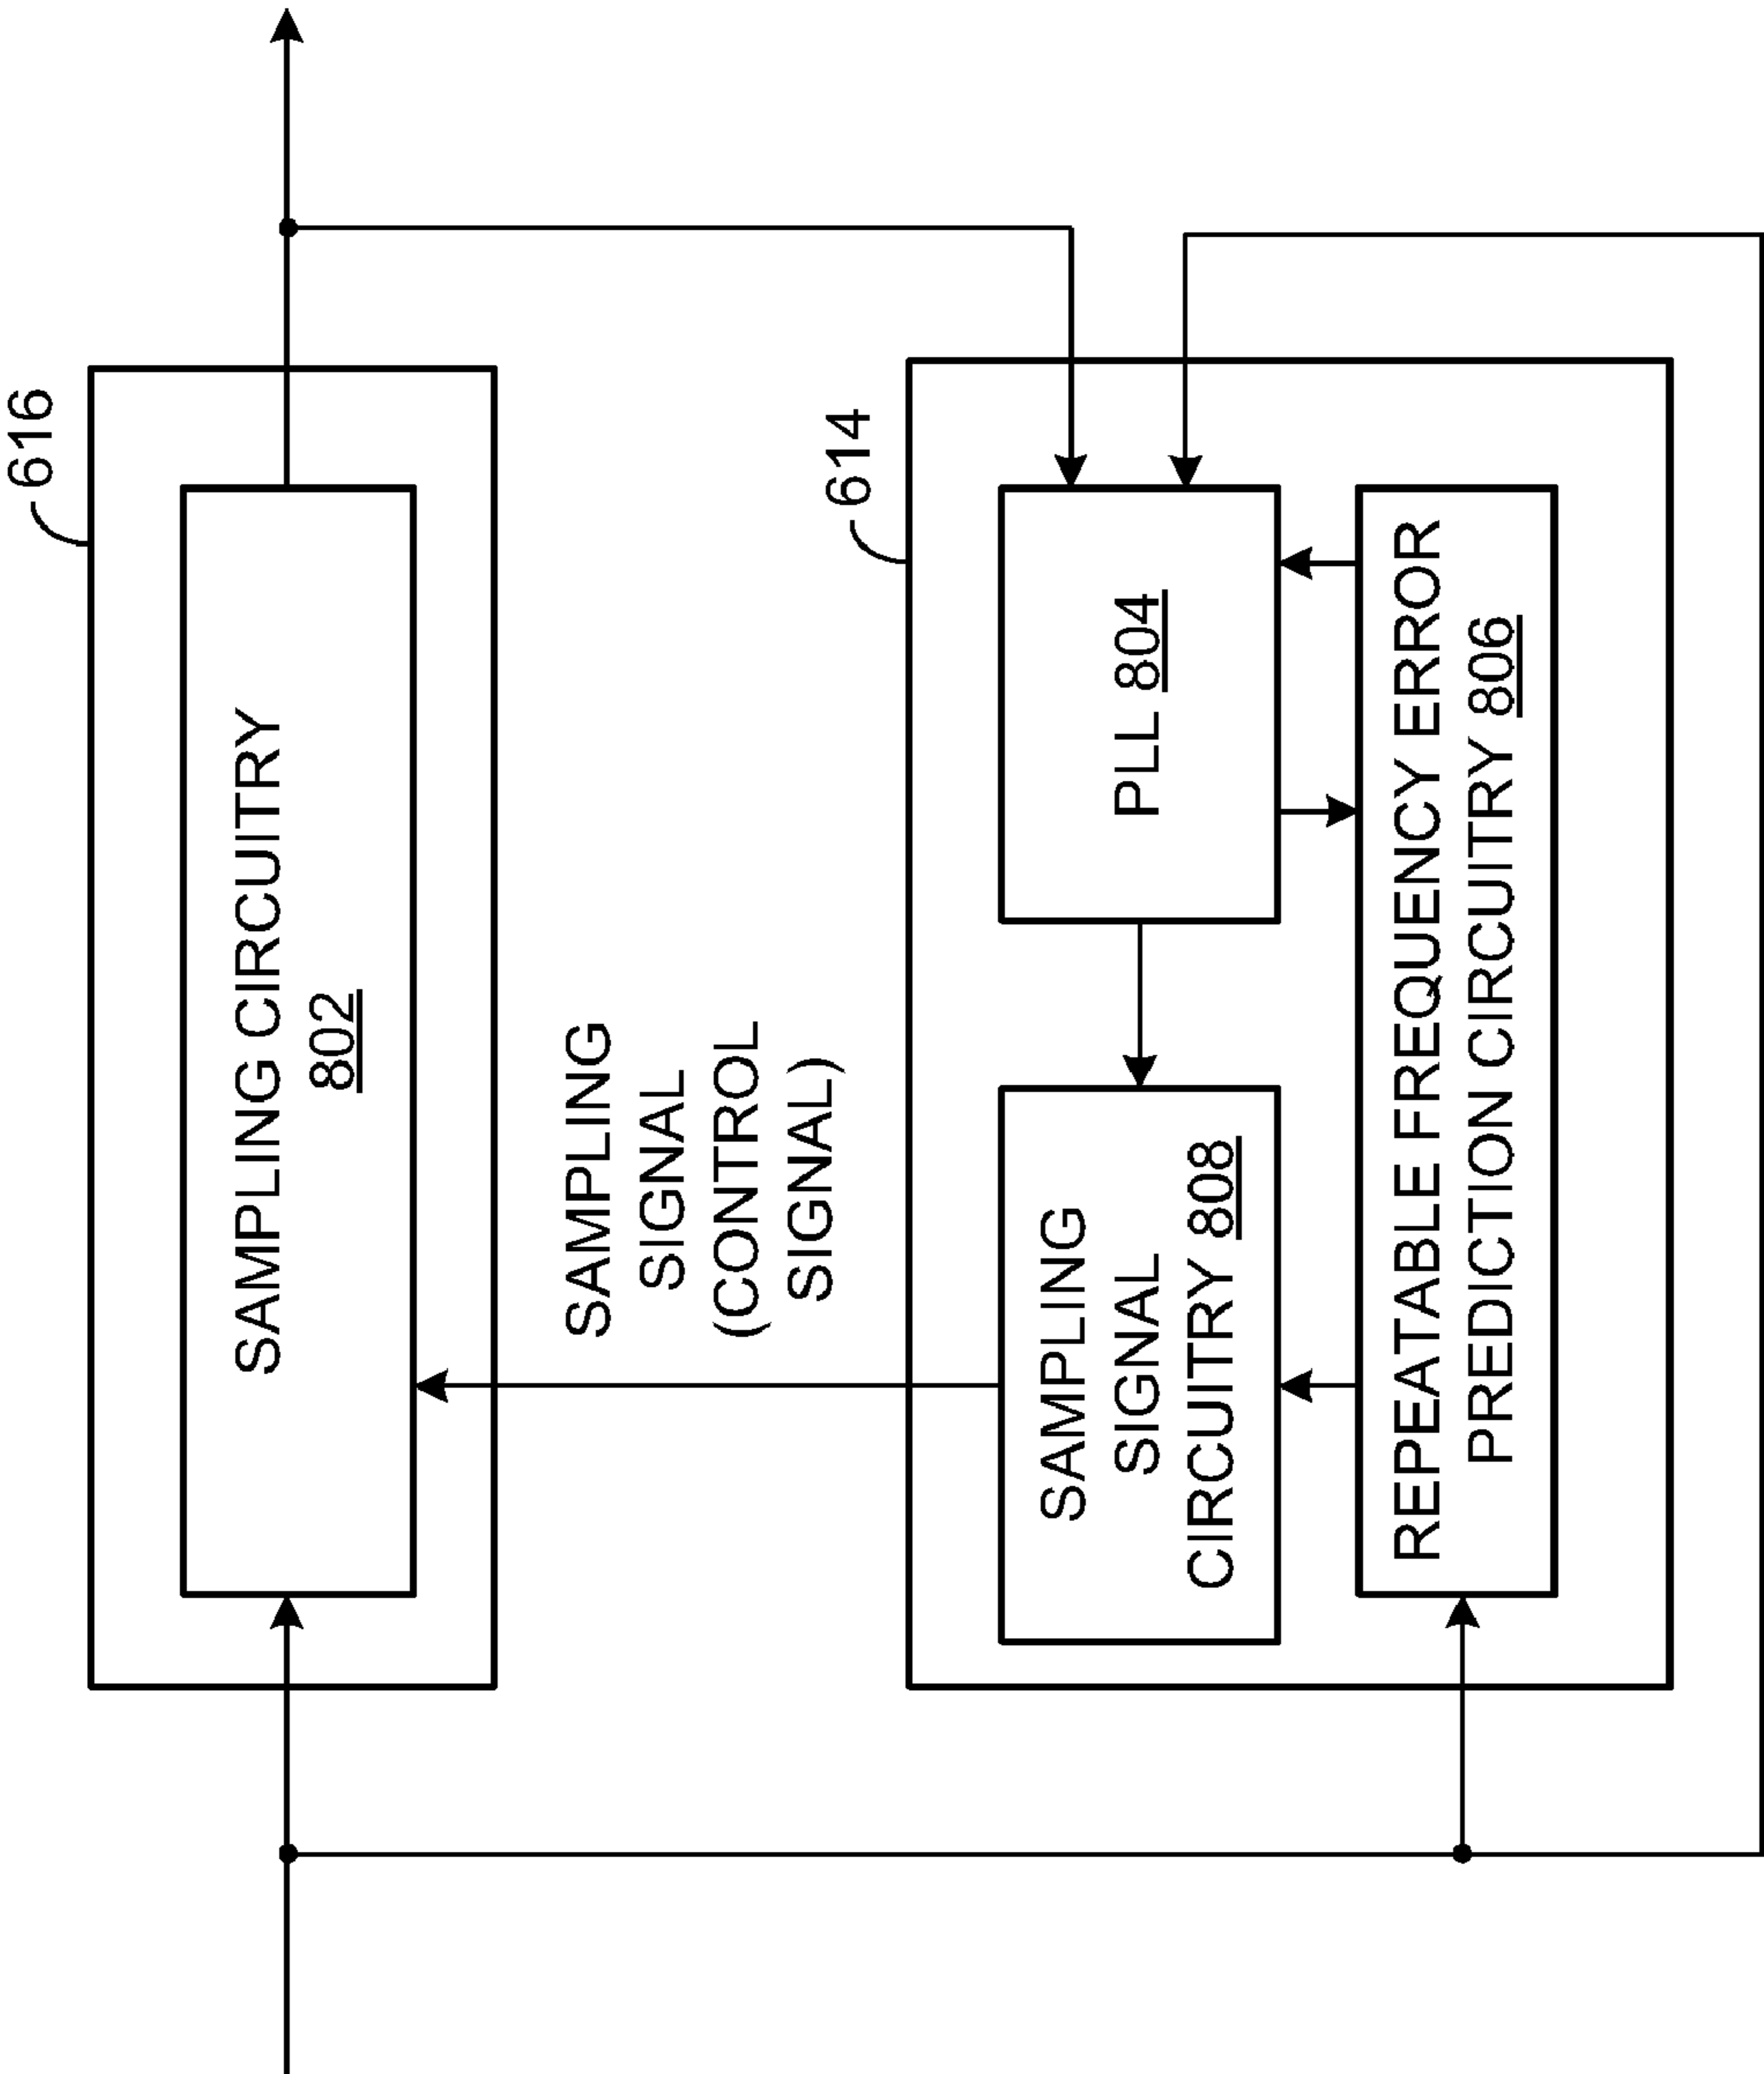 616
SAMPLING CIRCUITRY
802
SAMPLING
SIGNAL
(CONTROL
SIGNAL)
614
SAMPLING
SIGNAL
CIRCUITRY 808
PLL 804
REPEATABLE FREQUENCY ERROR
PREDICTION CIRCUITRY 806